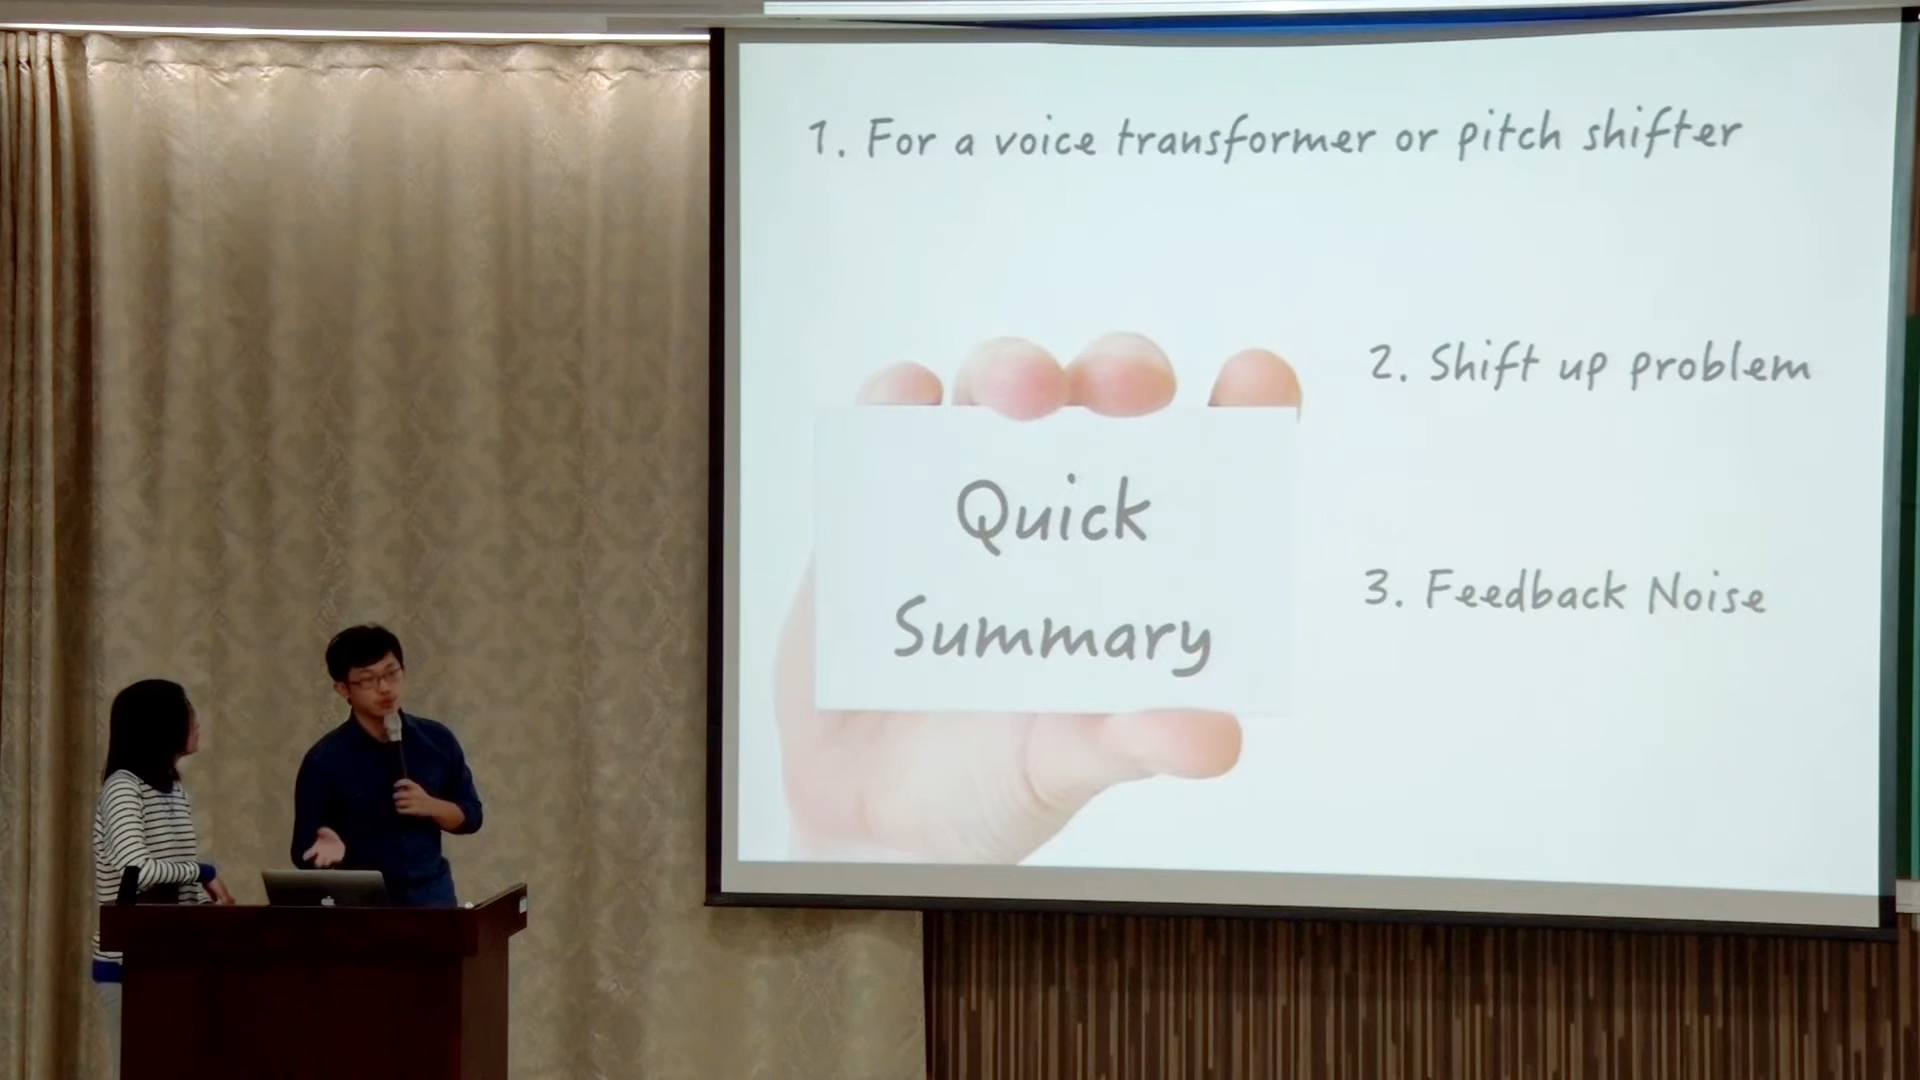 1. For a voice transformer or pitch shifter
2. Shift up problem
Quick
Summary
3. Feedback Noise